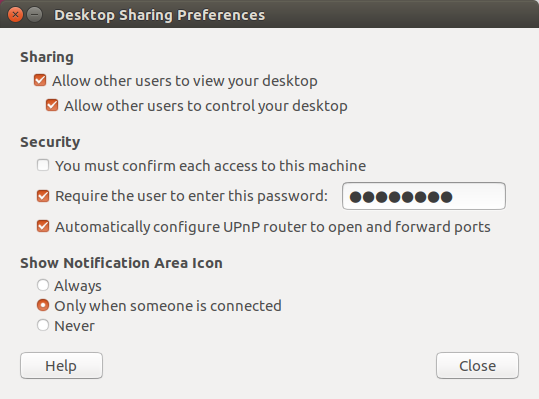 Desktop Sharing Preferences
Sharing
Allow other users to view your desktop
Allow other users to control your desktop
Security
You must confirm each access to this machine
Require the user to enter this password: ●●●●●●●●
Automatically configure UPnP router to open and forward ports
Show Notification Area Icon
Always
Only when someone is connected
Never
Help Close